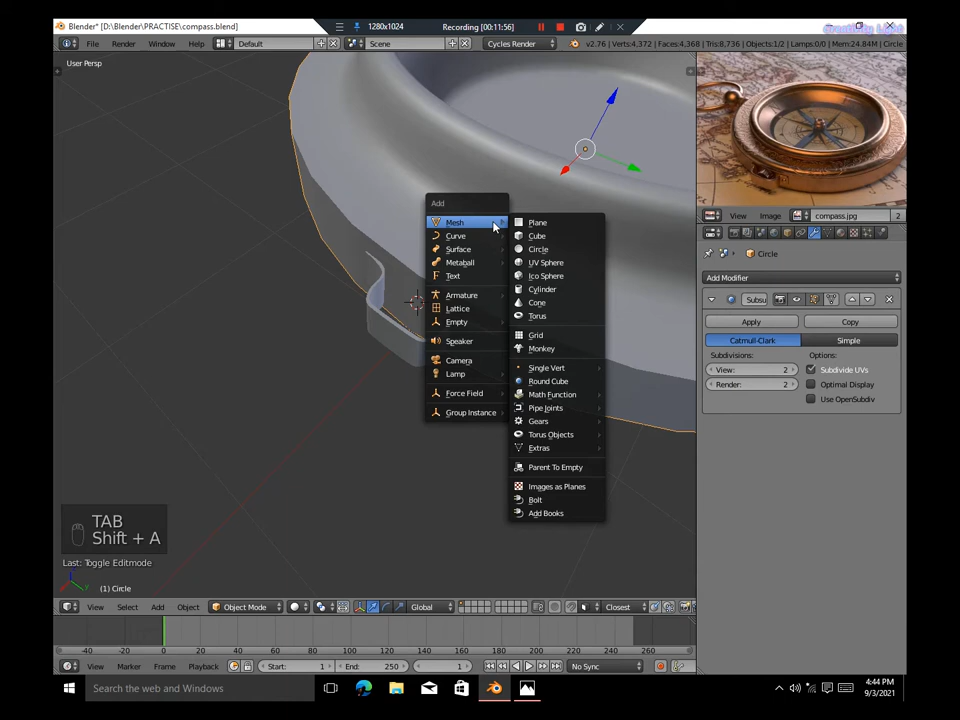 Blender* [D:\Blender\PRACTISE\compass.blend]
1280x1024
Recording [00:11:56]
File Render Window Help
Default
Scene
Cycles Render
v2.76 | Verts:4,372 | Faces:4,368 | Tris:8,736 | Objects:1/2 | Lamps:0/0 | Mem:24.84M | Circle
User Persp
Add
Mesh
Curve
Surface
Metaball
Text
Armature
Lattice
Empty
Speaker
Camera
Lamp
Force Field
Group Instance
Plane
Cube
Circle
UV Sphere
Ico Sphere
Cylinder
Cone
Torus
Grid
Monkey
Single Vert
Round Cube
Math Function
Pipe Joints
Gears
Torus Objects
Extras
Parent To Empty
Images as Planes
Bolt
Add Books
View Image
compass.jpg
2
Circle
Add Modifier
Subsu
Apply
Copy
Catmull-Clark
Simple
Subdivisions:
Options:
View: 2
Subdivide UVs
Render: 2
Optimal Display
Use OpenSubdiv
TAB
Shift + A
Last: Toggle Editmode
(1) Circle
View Select Add Object
Object Mode
Global
Closest
-40 -20 0 20 40 60 80 100 120 140 160 180 200 220 240 260
View Marker Frame Playback
Start: 1
End: 250
1
No Sync
Search the web and Windows
4:44 PM
9/3/2021